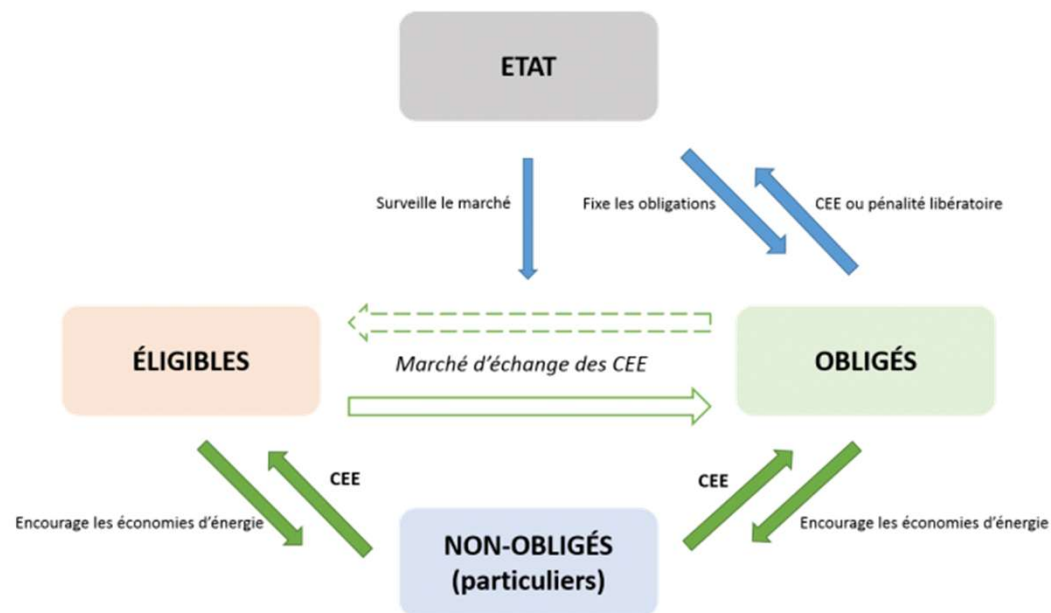 ETAT
Surveille le marché
Fixe les obligations
CEE ou pénalité libératoire
ÉLIGIBLES
Marché d’échange des CEE
OBLIGÉS
CEE
CEE
Encourage les économies d’énergie
Encourage les économies d’énergie
NON-OBLIGÉS
(particuliers)